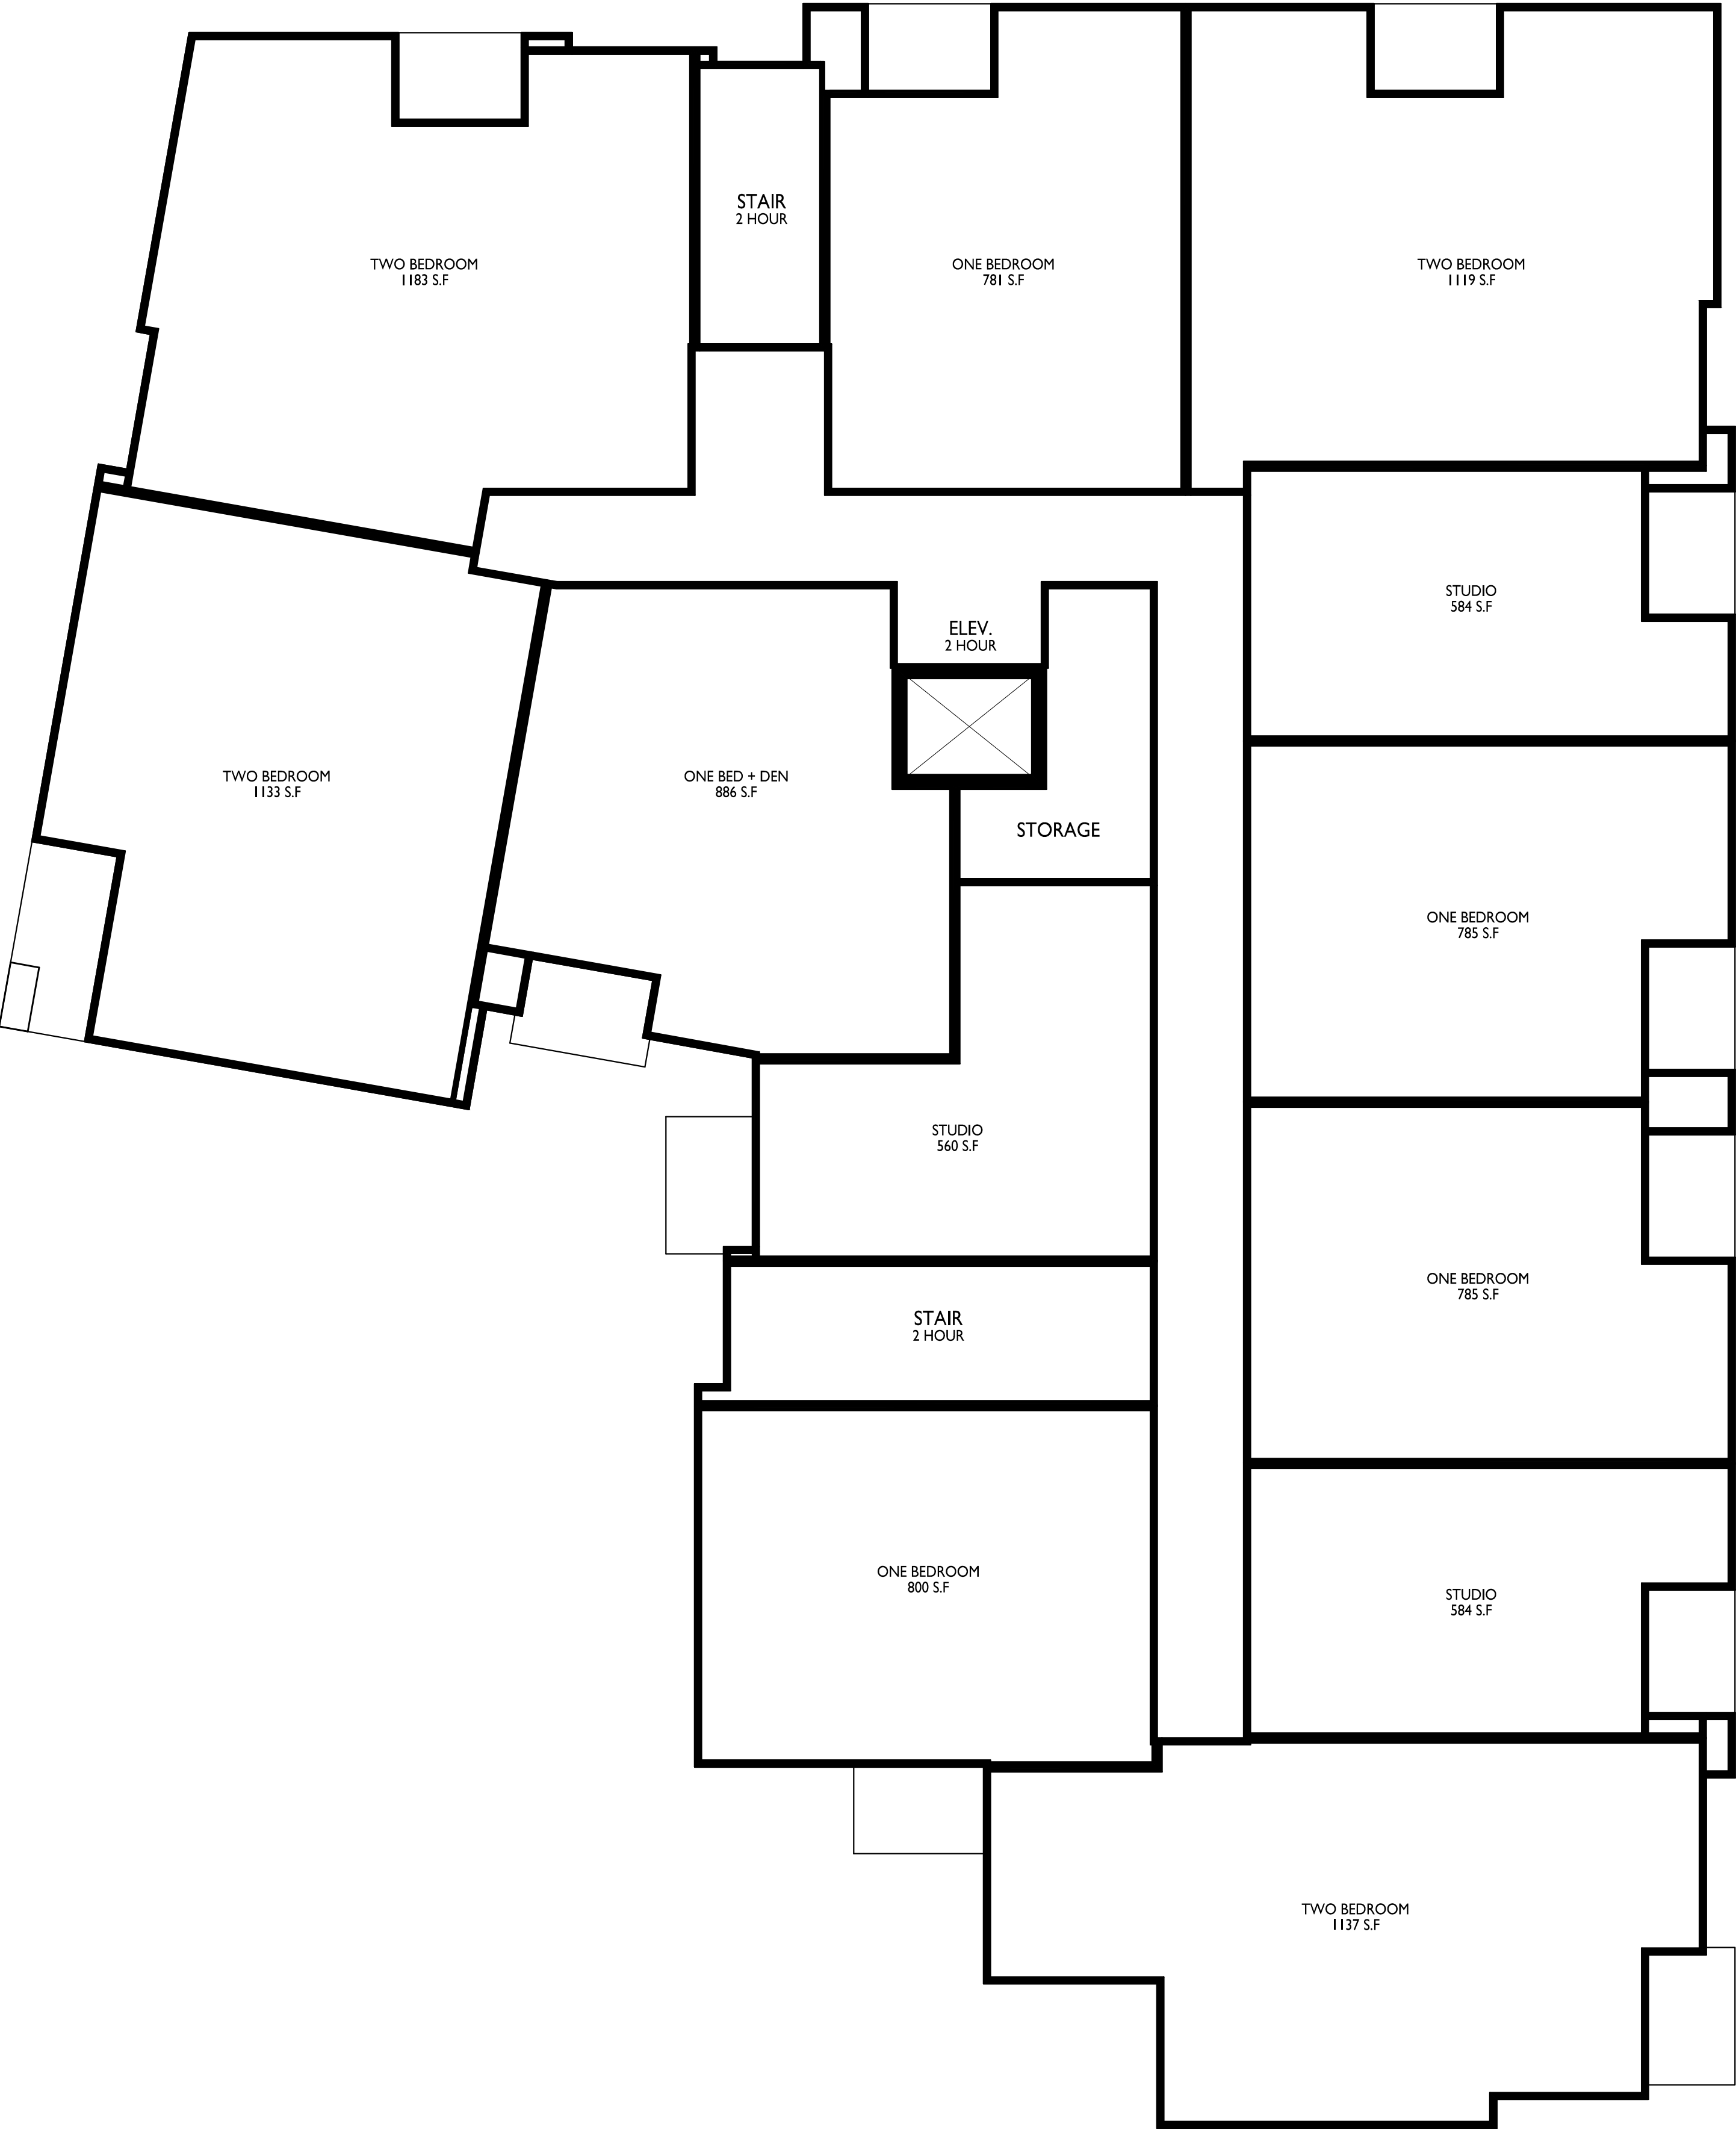 STAIR
2 HOUR
TWO BEDROOM
1183 S.F
ONE BEDROOM
781 S.F
TWO BEDROOM
1119 S.F
STUDIO
584 S.F
ELEV.
2 HOUR
TWO BEDROOM
1133 S.F
ONE BED + DEN
886 S.F
STORAGE
ONE BEDROOM
785 S.F
STUDIO
560 S.F
ONE BEDROOM
785 S.F
STAIR
2 HOUR
ONE BEDROOM
800 S.F
STUDIO
584 S.F
TWO BEDROOM
1137 S.F